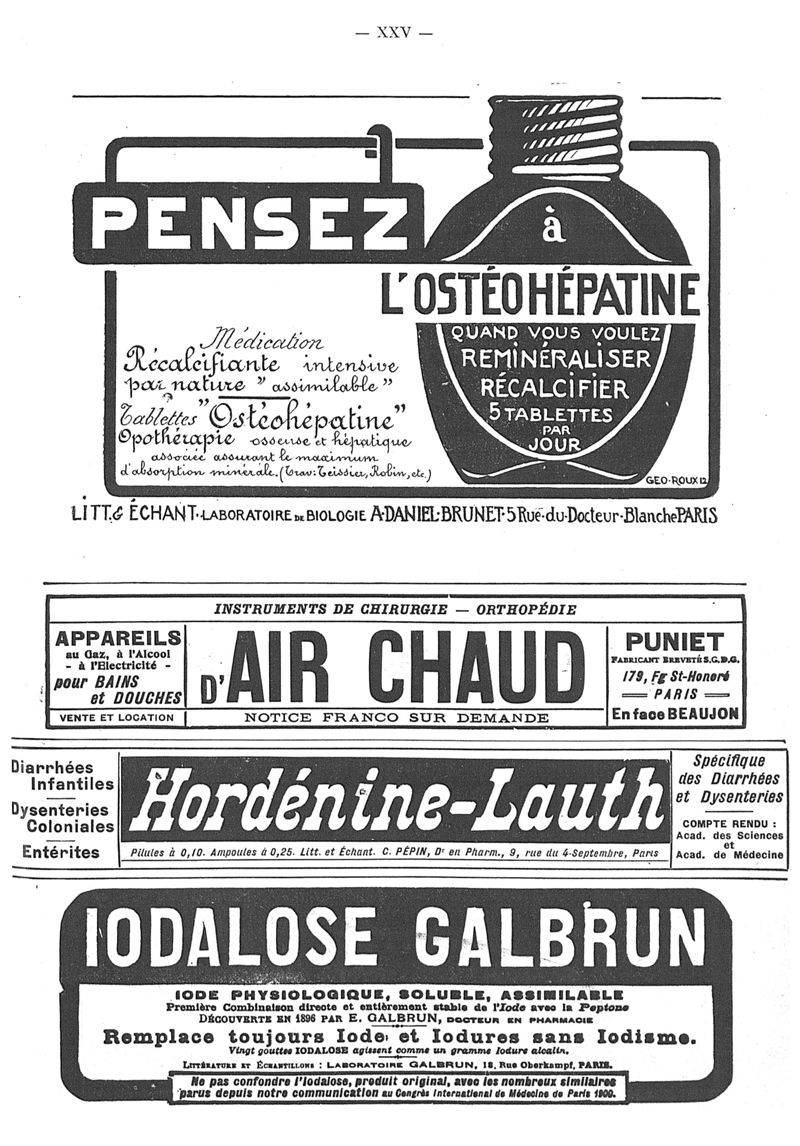 — XXV —
PENSEZ
à
L'OSTÉOHÉPATINE
Médication
Récalcifiante intensive
par nature "assimilable"
Tablettes "Ostéohépatine"
Opothérapie osseuse et hépatique
associée assurant le maximum
d'absorption minérale. (Trav: Teissier, Robin, etc.)
QUAND VOUS VOULEZ
REMINÉRALISER
RÉCALCIFIER
5 TABLETTES
PAR
JOUR
GEO·ROUX 12
LITT. & ÉCHANT.·LABORATOIRE DE BIOLOGIE A·DANIEL·BRUNET·5 Rue·du·Docteur·Blanche PARIS
INSTRUMENTS DE CHIRURGIE — ORTHOPÉDIE
APPAREILS
au Gaz, à l'Alcool
- à l'Electricité -
pour BAINS
et DOUCHES
VENTE ET LOCATION
D'AIR CHAUD
NOTICE FRANCO SUR DEMANDE
PUNIET
FABRICANT BREVETÉ S.G.D.G.
179, Fg St-Honoré
— PARIS —
En face BEAUJON
Diarrhées
Infantiles
Dysenteries
Coloniales
Entérites
Hordénine-Lauth
Pilules à 0,10. Ampoules à 0,25. Litt. et Échant. C. PÉPIN, Dr en Pharm., 9, rue du 4-Septembre, Paris
Spécifique
des Diarrhées
et Dysenteries
COMPTE RENDU :
Acad. des Sciences
et
Acad. de Médecine
IODALOSE GALBRUN
IODE PHYSIOLOGIQUE, SOLUBLE, ASSIMILABLE
Première Combinaison directe et entièrement stable de l'Iode avec la Peptone
DÉCOUVERTE EN 1896 PAR E. GALBRUN, DOCTEUR EN PHARMACIE
Remplace toujours Iode et Iodures sans Iodisme.
Vingt gouttes IODALOSE agissent comme un gramme Iodure alcalin.
LITTÉRATURE ET ÉCHANTILLONS : LABORATOIRE GALBRUN, 18, Rue Oberkampf, PARIS.
Ne pas confondre l'Iodalose, produit original, avec les nombreux similaires
parus depuis notre communication au Congrès International de Médecine de Paris 1900.